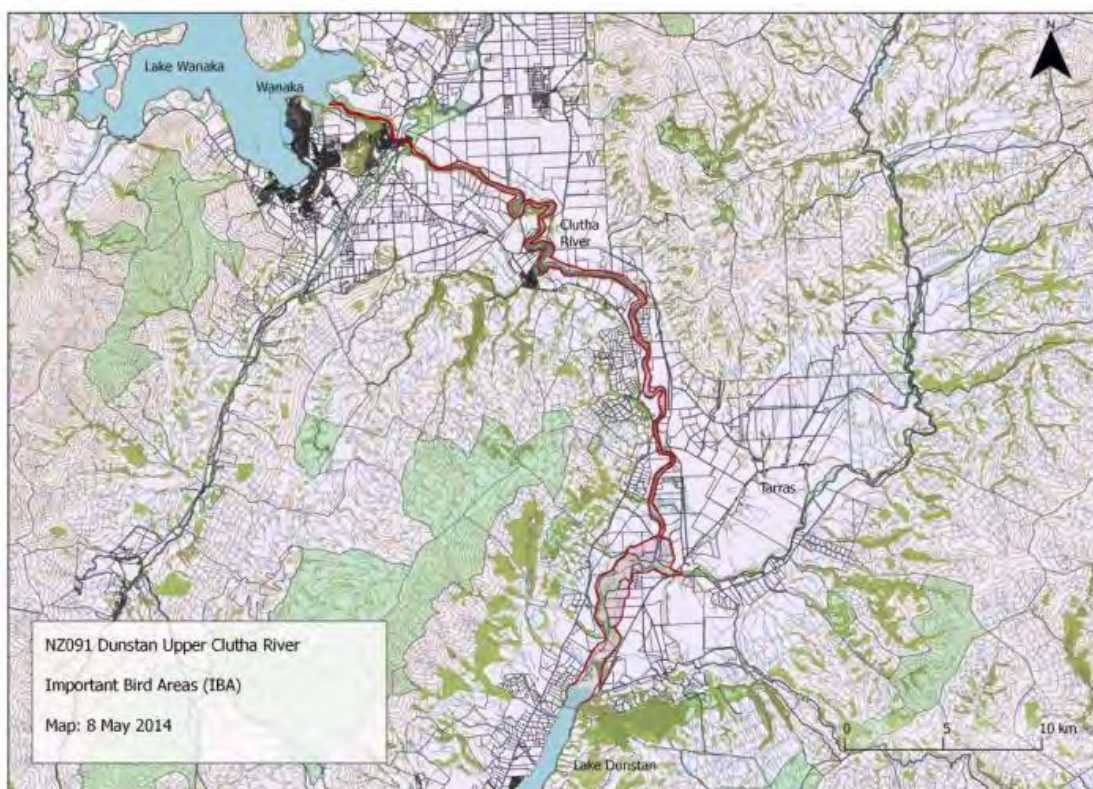 N
Lake Wanaka
Wanaka
Clutha
River
Tarras
NZ091 Dunstan Upper Clutha River
Important Bird Areas (IBA)
Map: 8 May 2014
0
5
10 km
Lake Dunstan